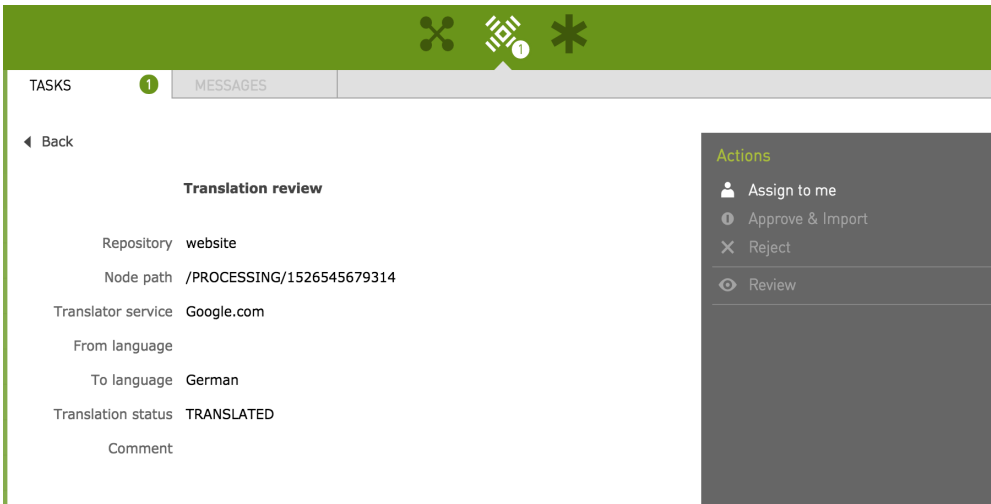 1
TASKS 1 MESSAGES
Back
Actions
Assign to me
Translation review
Approve & Import
Repository website
Reject
Node path /PROCESSING/1526545679314
Review
Translator service Google.com
From language
To language German
Translation status TRANSLATED
Comment